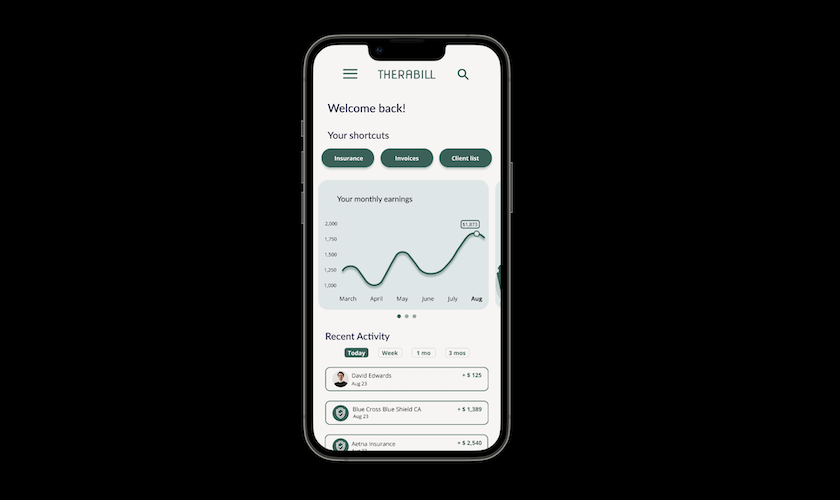 THERABILL
Welcome back!
Your shortcuts
Insurance Invoices Client list
Your monthly earnings
$1,873
2,000
1,750
1,500
1,250
1,000
March April May June July Aug
Recent Activity
Today Week 1 mo 3 mos
David Edwards + $ 125
Aug 23
Blue Cross Blue Shield CA + $ 1,389
Aug 23
Aetna Insurance + $ 2,540